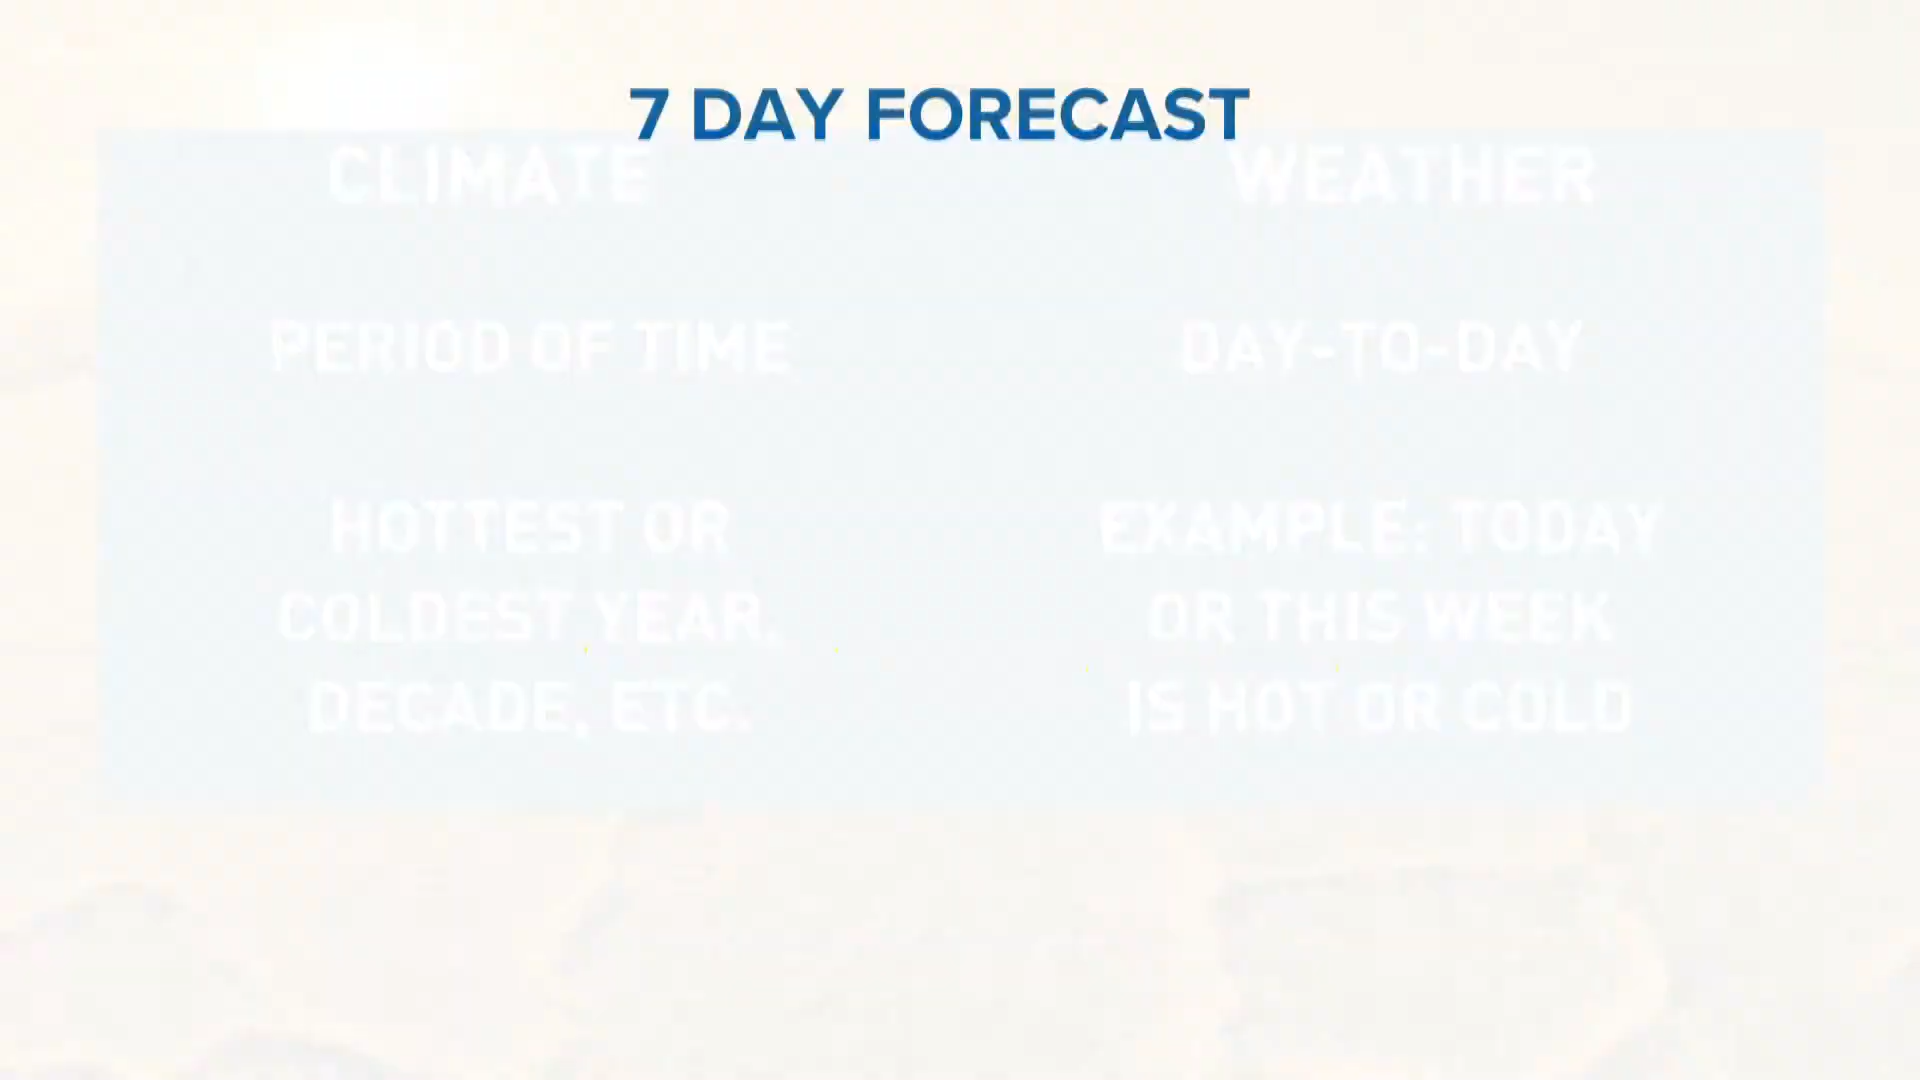 7 DAY FORECAST
CLIMATE
WEATHER
PERIOD OF TIME
DAY-TO-DAY
HOTTEST OR
COLDEST YEAR,
DECADE, ETC.
EXAMPLE: TODAY
OR THIS WEEK
IS HOT OR COLD